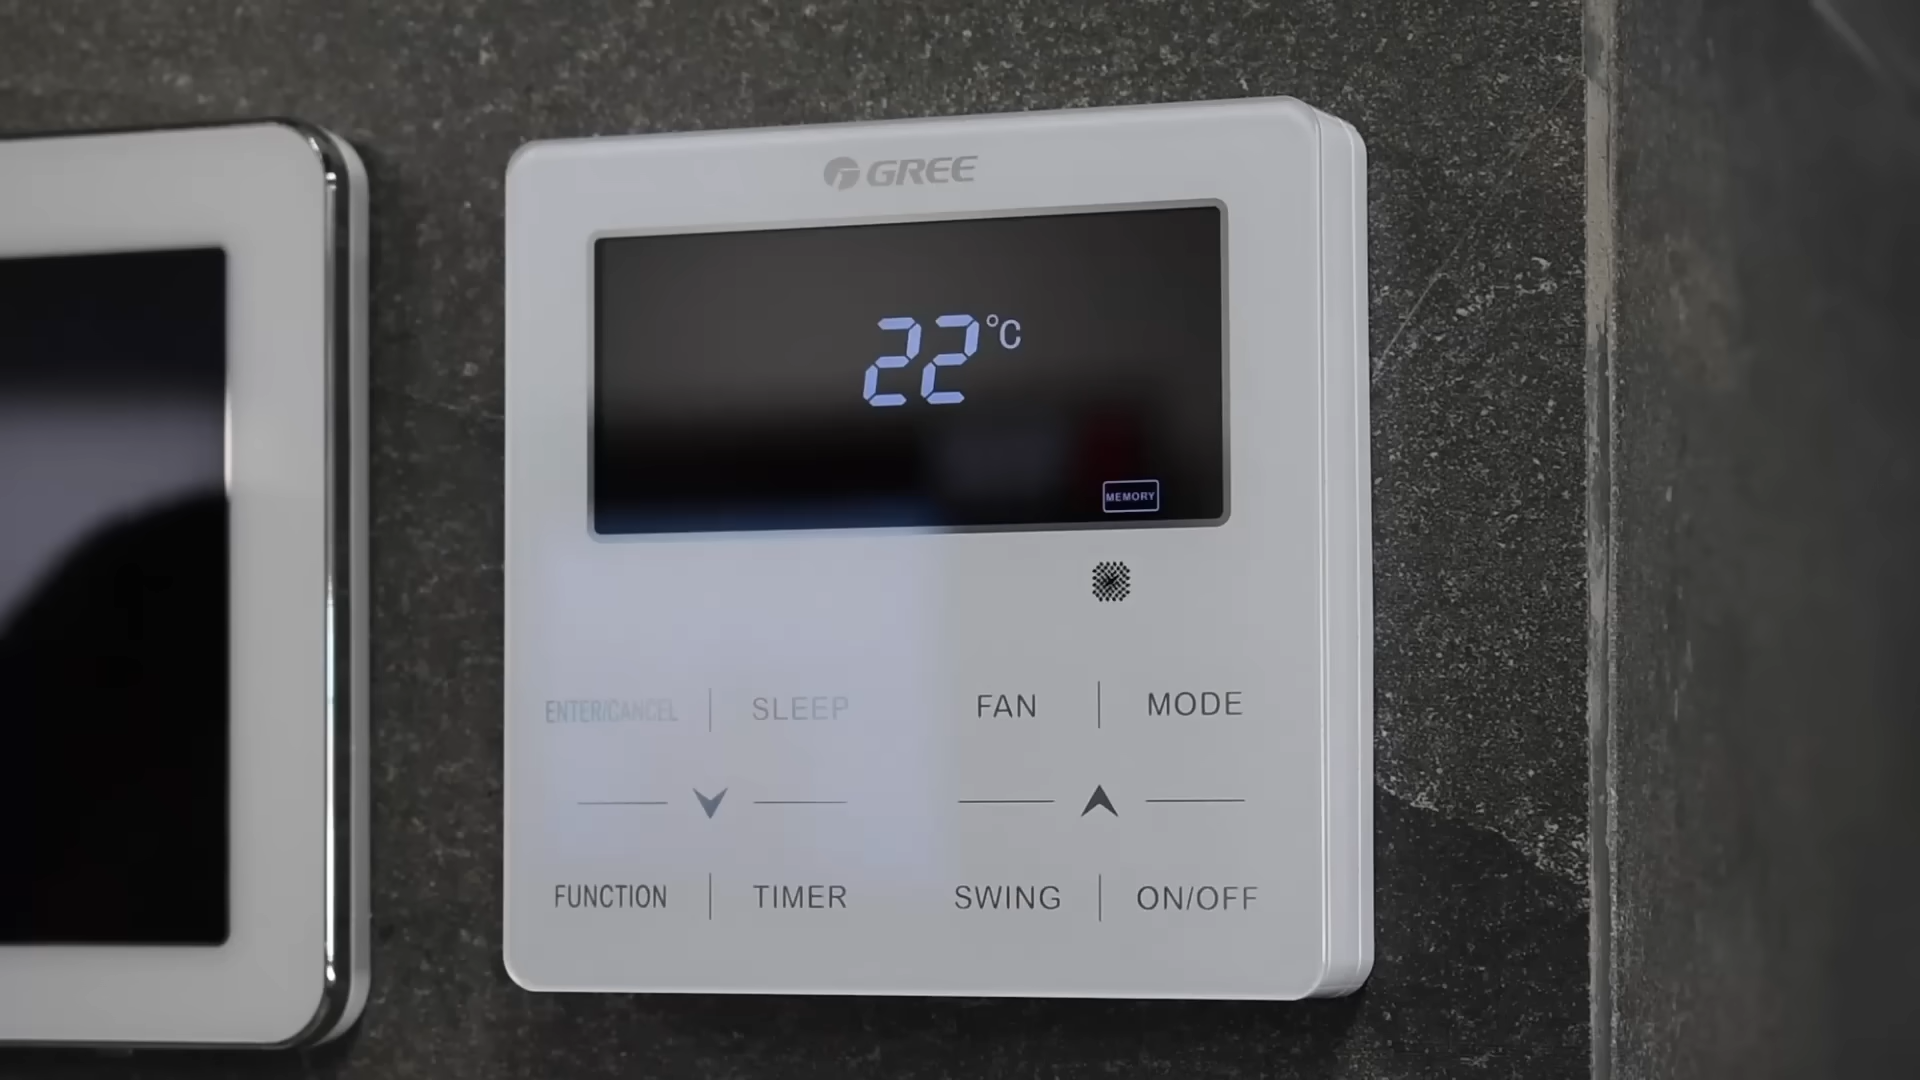 GREE
22°C
MEMORY
ENTER/CANCEL SLEEP FAN MODE
FUNCTION TIMER SWING ON/OFF